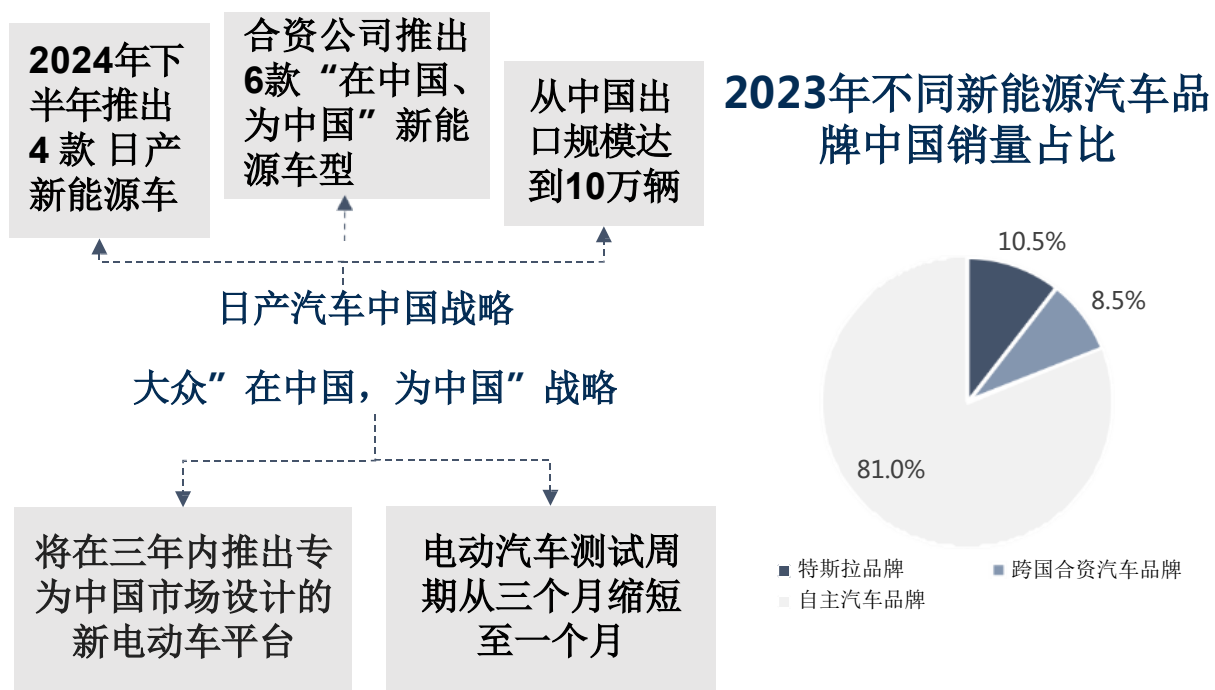 2024年下
半年推出
4 款 日产
新能源车
合资公司推出
6款“在中国、
为中国”新能
源车型
从中国出
口规模达
到10万辆
日产汽车中国战略
大众”在中国，为中国”战略
将在三年内推出专
为中国市场设计的
新电动车平台
电动汽车测试周
期从三个月缩短
至一个月
2023年不同新能源汽车品
牌中国销量占比
10.5%
8.5%
81.0%
特斯拉品牌
跨国合资汽车品牌
自主汽车品牌